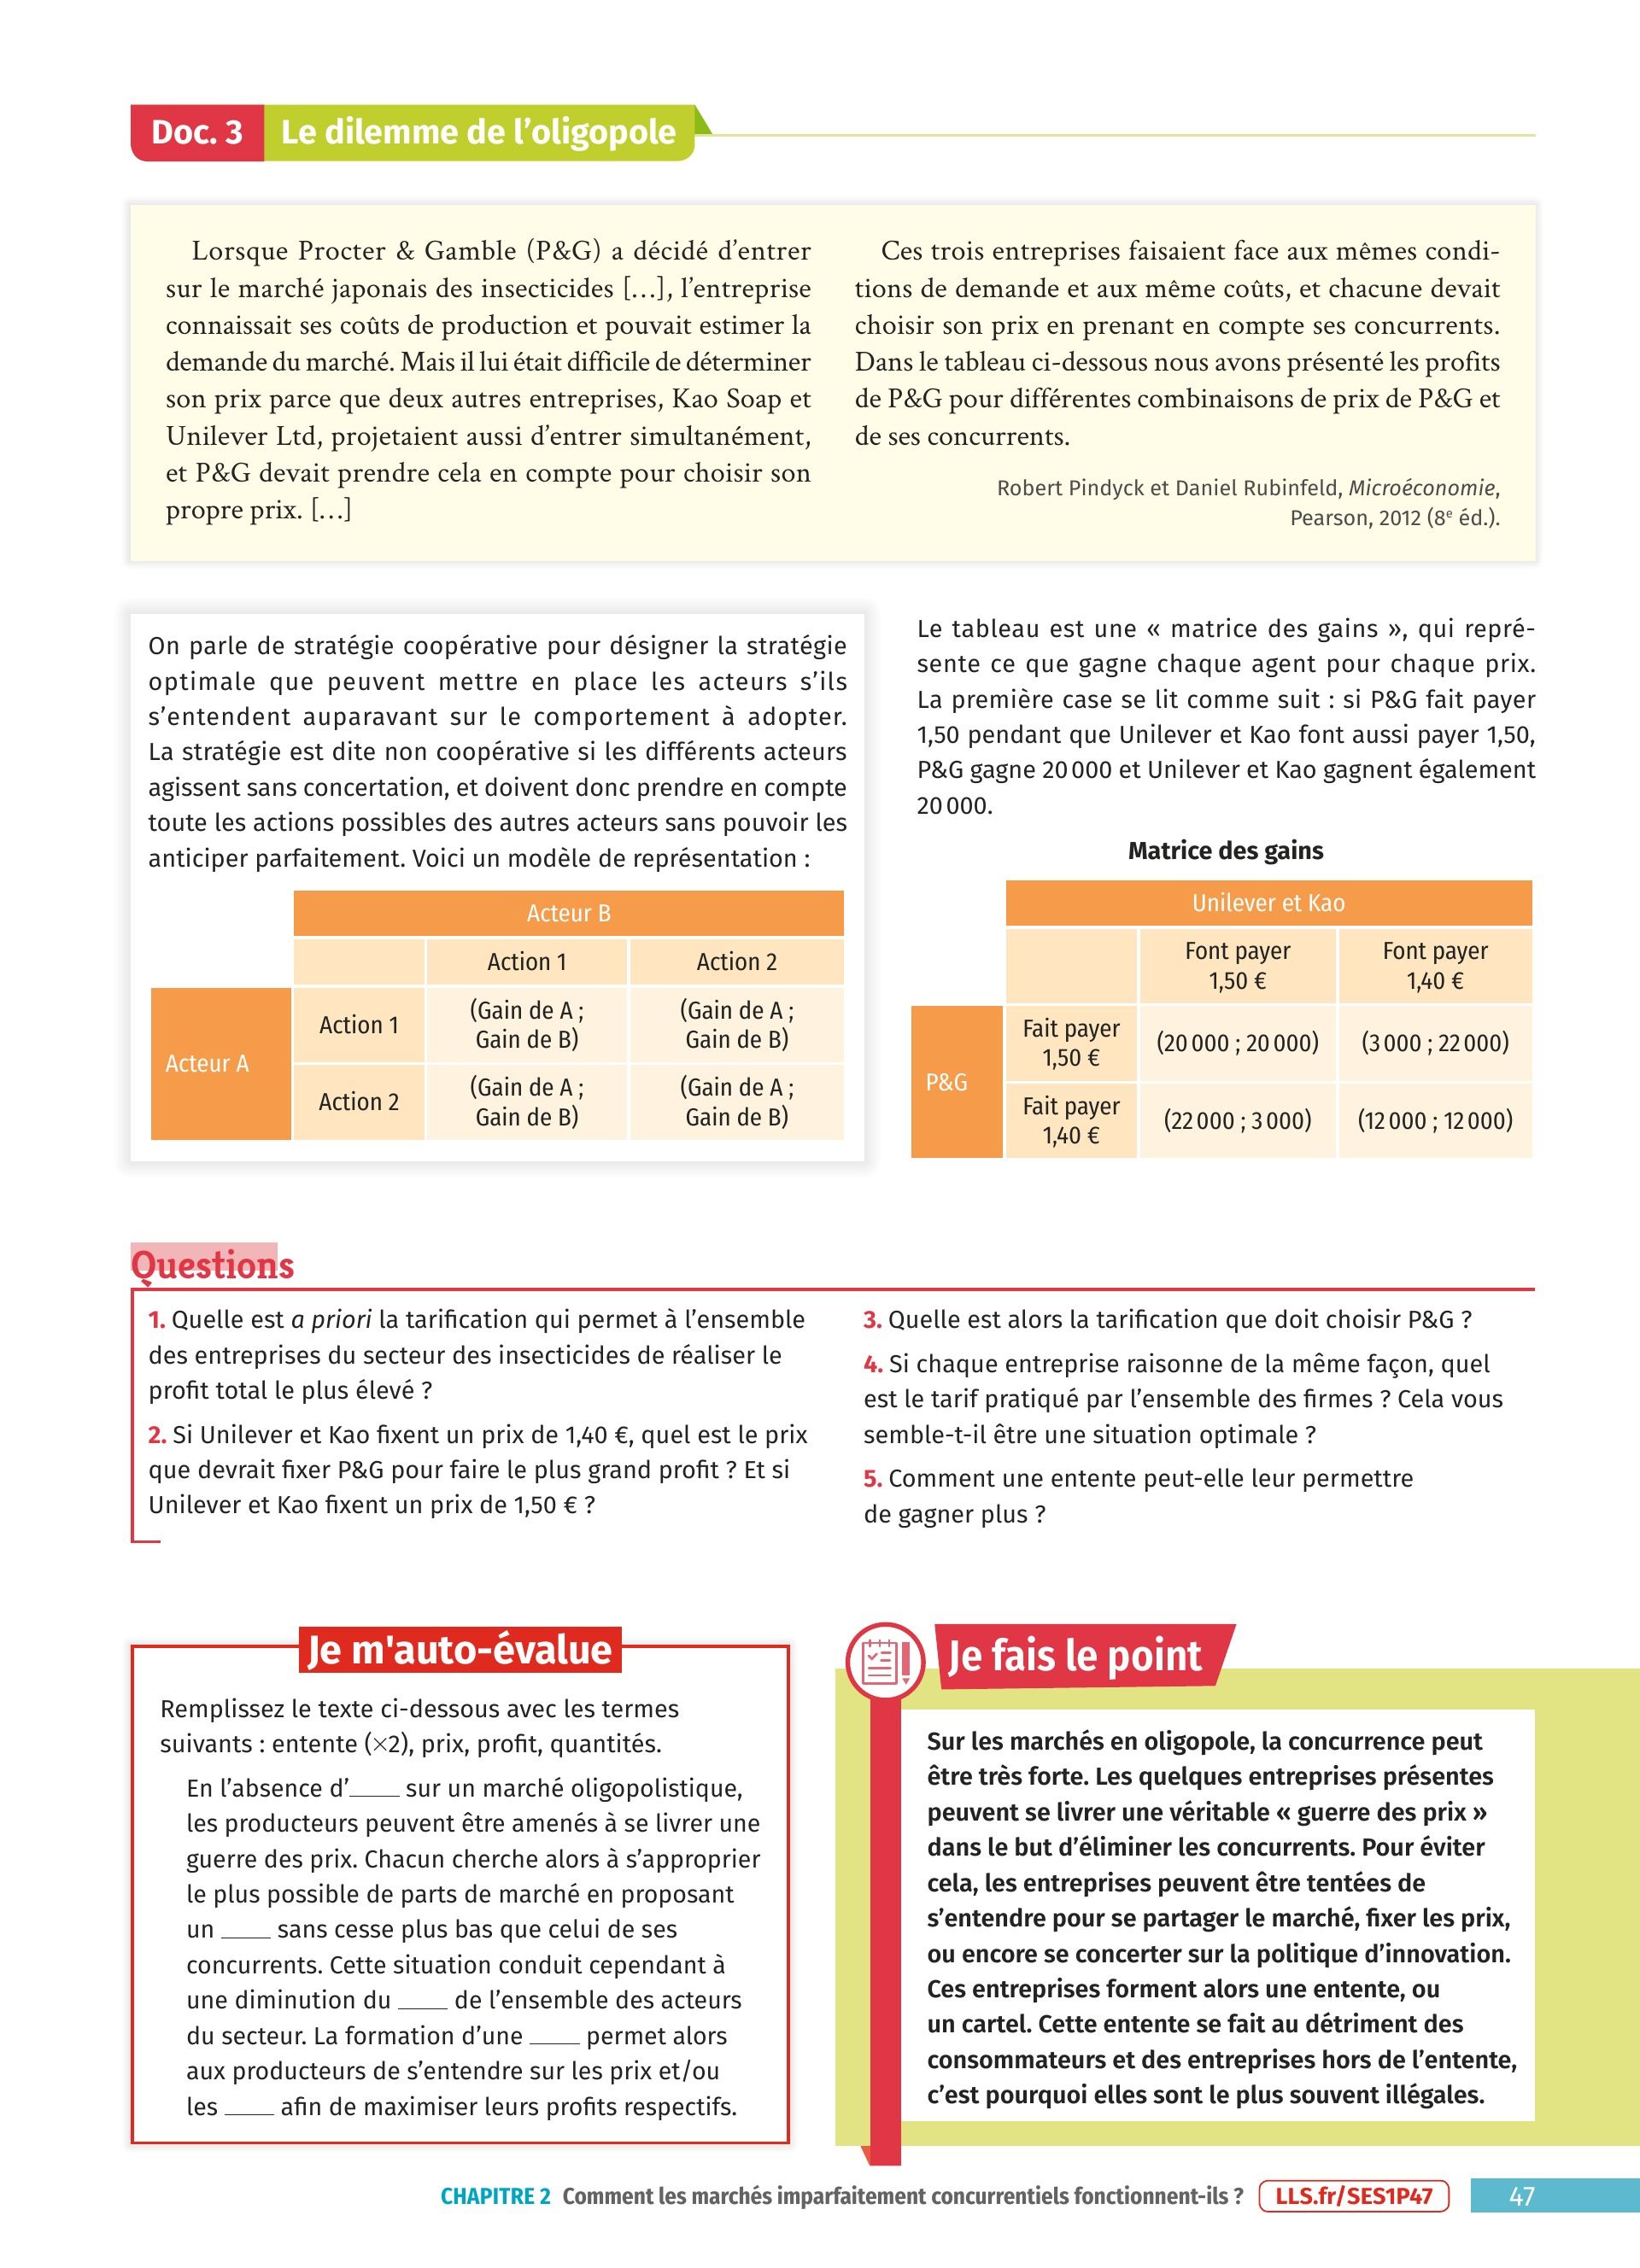 Doc. 3 Le dilemme de l'oligopole
Lorsque Procter & Gamble (P&G) a décidé d'entrer
sur le marché japonais des insecticides […], l'entreprise
connaissait ses coûts de production et pouvait estimer la
demande du marché. Mais il lui était difficile de déterminer
son prix parce que deux autres entreprises, Kao Soap et
Unilever Ltd, projetaient aussi d'entrer simultanément,
et P&G devait prendre cela en compte pour choisir son
propre prix. […]
Ces trois entreprises faisaient face aux mêmes condi-
tions de demande et aux même coûts, et chacune devait
choisir son prix en prenant en compte ses concurrents.
Dans le tableau ci-dessous nous avons présenté les profits
de P&G pour différentes combinaisons de prix de P&G et
de ses concurrents.
Robert Pindyck et Daniel Rubinfeld, Microéconomie,
Pearson, 2012 (8e éd.).
On parle de stratégie coopérative pour désigner la stratégie
optimale que peuvent mettre en place les acteurs s'ils
s'entendent auparavant sur le comportement à adopter.
La stratégie est dite non coopérative si les différents acteurs
agissent sans concertation, et doivent donc prendre en compte
toute les actions possibles des autres acteurs sans pouvoir les
anticiper parfaitement. Voici un modèle de représentation :
Acteur B
Action 1 Action 2
Acteur A
Action 1
(Gain de A ;
Gain de B)
(Gain de A ;
Gain de B)
Action 2
(Gain de A ;
Gain de B)
(Gain de A ;
Gain de B)
Le tableau est une « matrice des gains », qui repré-
sente ce que gagne chaque agent pour chaque prix.
La première case se lit comme suit : si P&G fait payer
1,50 pendant que Unilever et Kao font aussi payer 1,50,
P&G gagne 20 000 et Unilever et Kao gagnent également
20 000.
Matrice des gains
Unilever et Kao
Font payer
1,50 €
Font payer
1,40 €
P&G
Fait payer
1,50 €
(20 000 ; 20 000) (3 000 ; 22 000)
Fait payer
1,40 €
(22 000 ; 3 000) (12 000 ; 12 000)
Questions
1. Quelle est a priori la tarification qui permet à l'ensemble
des entreprises du secteur des insecticides de réaliser le
profit total le plus élevé ?
2. Si Unilever et Kao fixent un prix de 1,40 €, quel est le prix
que devrait fixer P&G pour faire le plus grand profit ? Et si
Unilever et Kao fixent un prix de 1,50 € ?
3. Quelle est alors la tarification que doit choisir P&G ?
4. Si chaque entreprise raisonne de la même façon, quel
est le tarif pratiqué par l'ensemble des firmes ? Cela vous
semble-t-il être une situation optimale ?
5. Comment une entente peut-elle leur permettre
de gagner plus ?
Je m'auto-évalue
Remplissez le texte ci-dessous avec les termes
suivants : entente (×2), prix, profit, quantités.
En l'absence d'____ sur un marché oligopolistique,
les producteurs peuvent être amenés à se livrer une
guerre des prix. Chacun cherche alors à s'approprier
le plus possible de parts de marché en proposant
un ____ sans cesse plus bas que celui de ses
concurrents. Cette situation conduit cependant à
une diminution du ____ de l'ensemble des acteurs
du secteur. La formation d'une ____ permet alors
aux producteurs de s'entendre sur les prix et/ou
les ____ afin de maximiser leurs profits respectifs.
Je fais le point
Sur les marchés en oligopole, la concurrence peut
être très forte. Les quelques entreprises présentes
peuvent se livrer une véritable « guerre des prix »
dans le but d'éliminer les concurrents. Pour éviter
cela, les entreprises peuvent être tentées de
s'entendre pour se partager le marché, fixer les prix,
ou encore se concerter sur la politique d'innovation.
Ces entreprises forment alors une entente, ou
un cartel. Cette entente se fait au détriment des
consommateurs et des entreprises hors de l'entente,
c'est pourquoi elles sont le plus souvent illégales.
CHAPITRE 2 Comment les marchés imparfaitement concurrentiels fonctionnent-ils ? LLS.fr/SES1P47 47